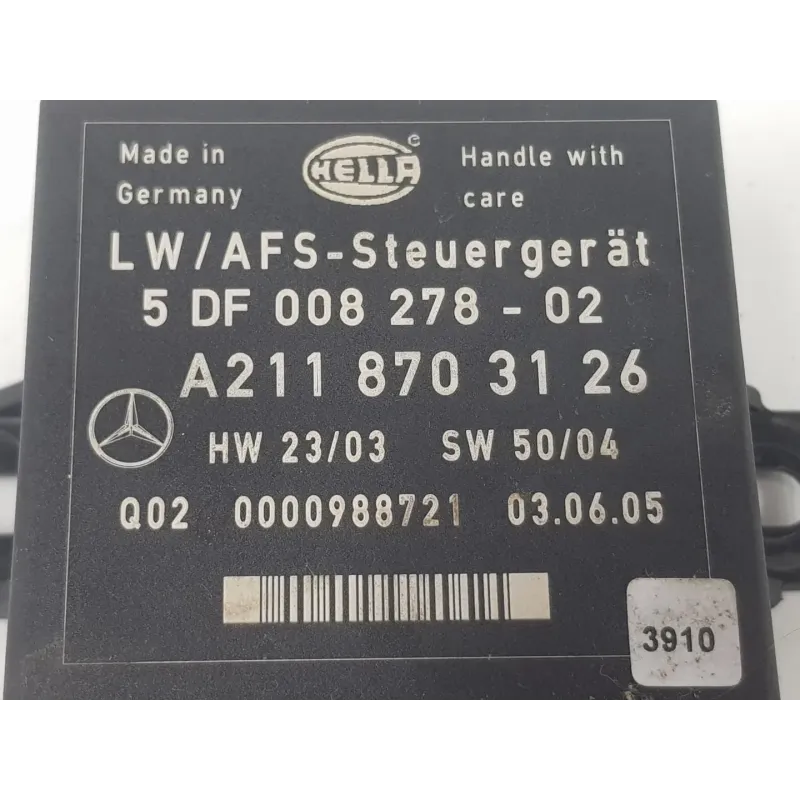 Made in
Germany
HELLA
Handle with
care
LW/AFS-Steuergerät
5 DF 008 278 - 02
A211 870 31 26
HW 23/03 SW 50/04
Q02 0000988721 03.06.05
3910